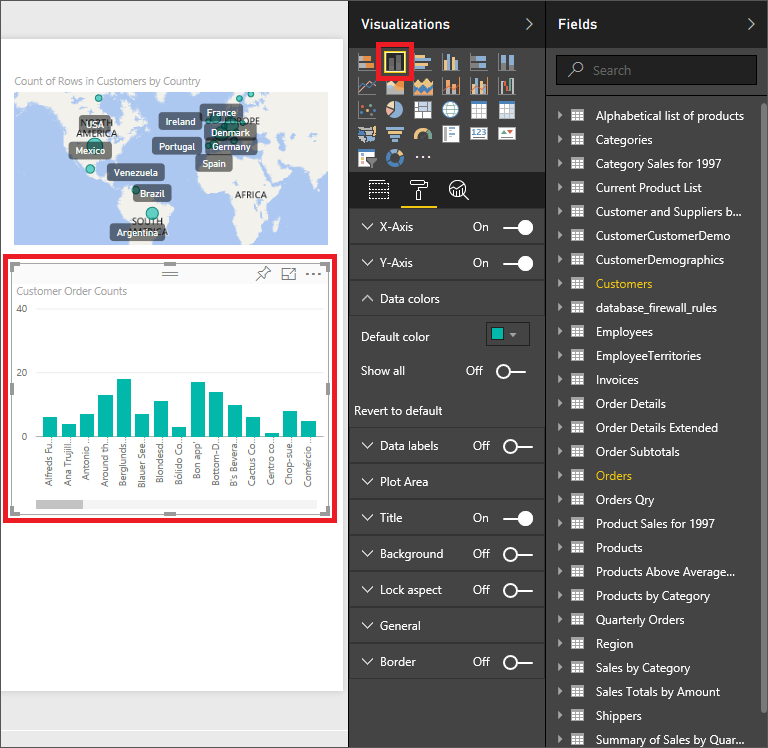 Count of Rows in Customers by Country
NORTH
AMERICA
USA
Mexico
Ireland
France
EUROPE
Denmark
Portugal
Germany
Spain
Venezuela
Brazil
AFRICA
SOUTH
AMERICA
Argentina
Customer Order Counts
40
20
0
Alfreds Fu...
Ana Trujill...
Antonio ...
Around th...
Berglunds...
Blauer See...
Blondesd...
Bólido Co...
Bon app'
Bottom-D...
B's Bevera...
Cactus Co...
Centro co...
Chop-sue...
Comércio ...
Visualizations
123
X-Axis On
Y-Axis On
Data colors
Default color
Show all Off
Revert to default
Data labels Off
Plot Area
Title On
Background Off
Lock aspect Off
General
Border Off
Fields
Search
Alphabetical list of products
Categories
Category Sales for 1997
Current Product List
Customer and Suppliers b...
CustomerCustomerDemo
CustomerDemographics
Customers
database_firewall_rules
Employees
EmployeeTerritories
Invoices
Order Details
Order Details Extended
Order Subtotals
Orders
Orders Qry
Product Sales for 1997
Products
Products Above Average...
Products by Category
Quarterly Orders
Region
Sales by Category
Sales Totals by Amount
Shippers
Summary of Sales by Quar...